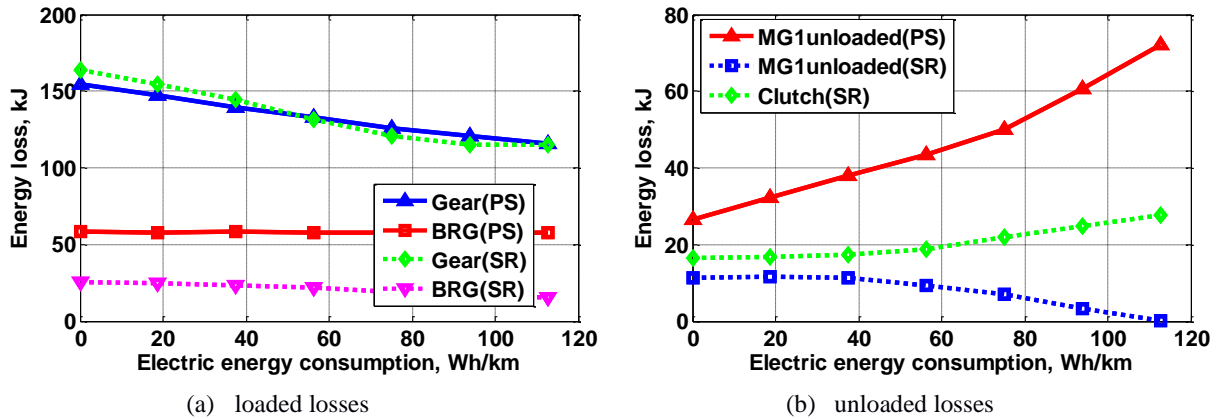 200
150
100
50
0
Energy loss, kJ
Gear(PS)
BRG(PS)
Gear(SR)
BRG(SR)
0 20 40 60 80 100 120
Electric energy consumption, Wh/km
(a) loaded losses
80
60
40
20
0
Energy loss, kJ
MG1unloaded(PS)
MG1unloaded(SR)
Clutch(SR)
0 20 40 60 80 100 120
Electric energy consumption, Wh/km
(b) unloaded losses